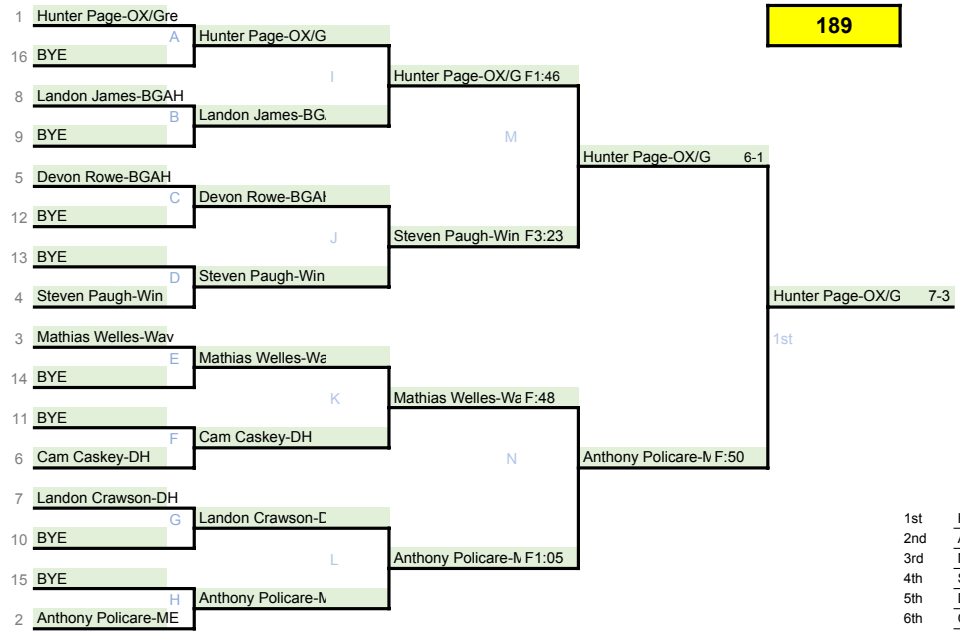 189
1 Hunter Page-OX/Gre
A Hunter Page-OX/G
16 BYE
I Hunter Page-OX/G F1:46
8 Landon James-BGAH
B Landon James-BG
9 BYE
M Hunter Page-OX/G 6-1
5 Devon Rowe-BGAH
C Devon Rowe-BGAH
12 BYE
J Steven Paugh-Win F3:23
13 BYE
D Steven Paugh-Win
4 Steven Paugh-Win
Hunter Page-OX/G 7-3
1st
3 Mathias Welles-Wav
E Mathias Welles-Wa
14 BYE
K Mathias Welles-Wa F:48
11 BYE
F Cam Caskey-DH
6 Cam Caskey-DH
N Anthony Policare-M F:50
7 Landon Crawson-DH
G Landon Crawson-D
10 BYE
L Anthony Policare-M F1:05
15 BYE
H Anthony Policare-M
2 Anthony Policare-ME
1st
2nd
3rd
4th
5th
6th